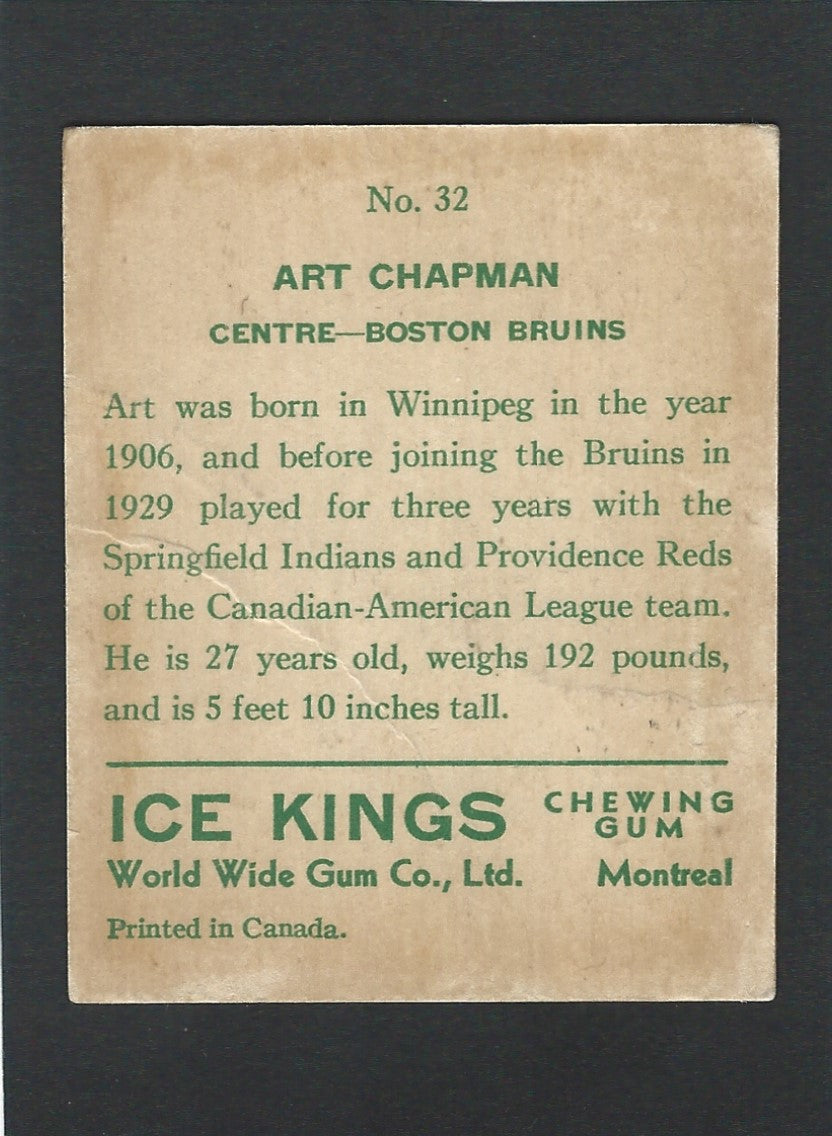 No. 32
ART CHAPMAN
CENTRE—BOSTON BRUINS
Art was born in Winnipeg in the year
1906, and before joining the Bruins in
1929 played for three years with the
Springfield Indians and Providence Reds
of the Canadian-American League team.
He is 27 years old, weighs 192 pounds,
and is 5 feet 10 inches tall.
ICE KINGS CHEWING GUM
World Wide Gum Co., Ltd. Montreal
Printed in Canada.